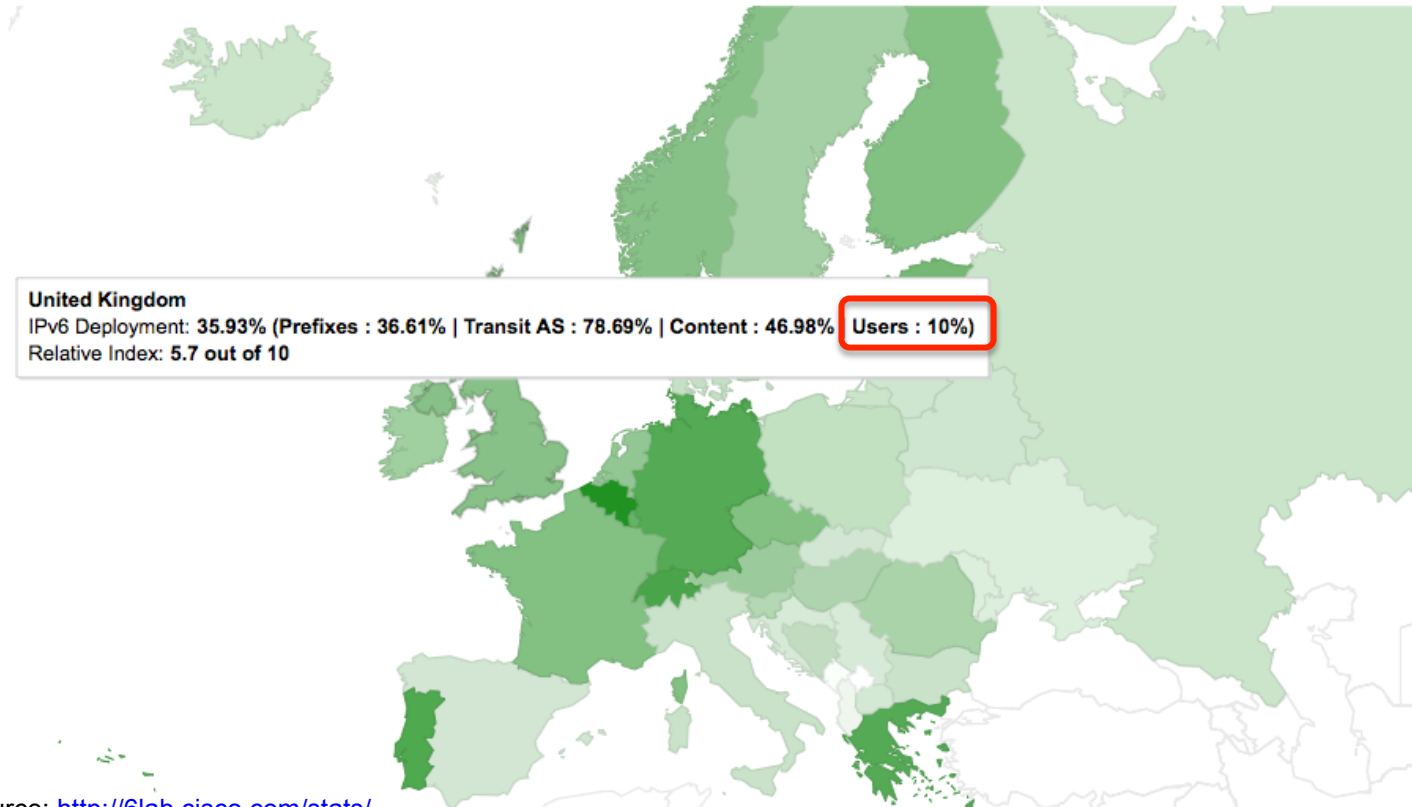 United Kingdom
IPv6 Deployment: 35.93% (Prefixes : 36.61% | Transit AS : 78.69% | Content : 46.98% Users : 10%)
Relative Index: 5.7 out of 10
urce: http://6lab.cisco.com/stats/